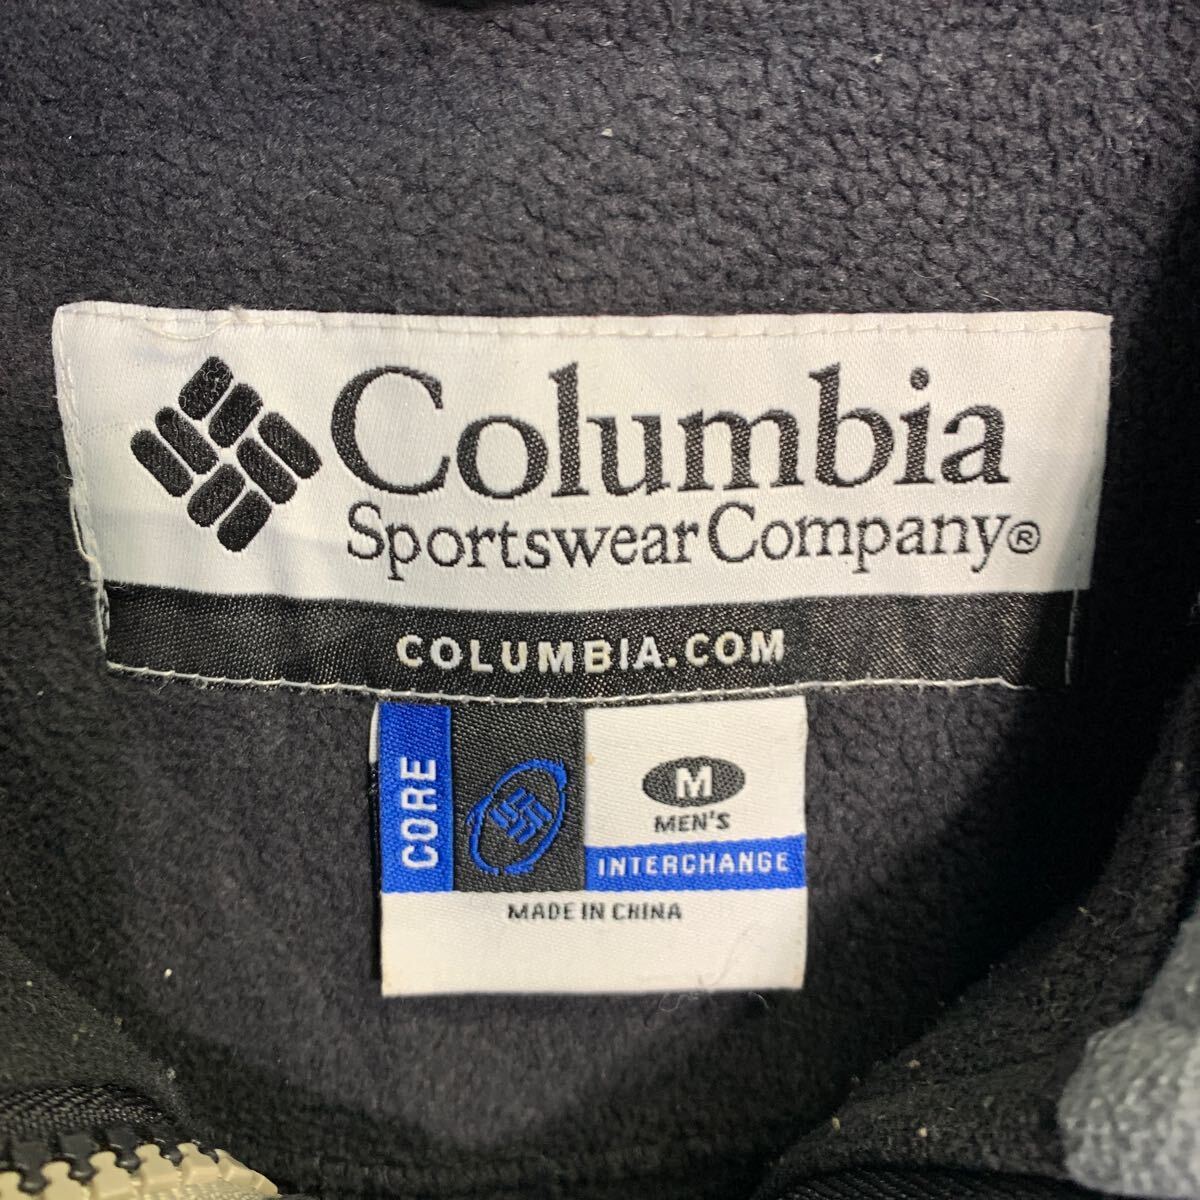 Columbia
Sportswear Company®
COLUMBIA.COM
CORE
M
MEN'S
INTERCHANGE
MADE IN CHINA